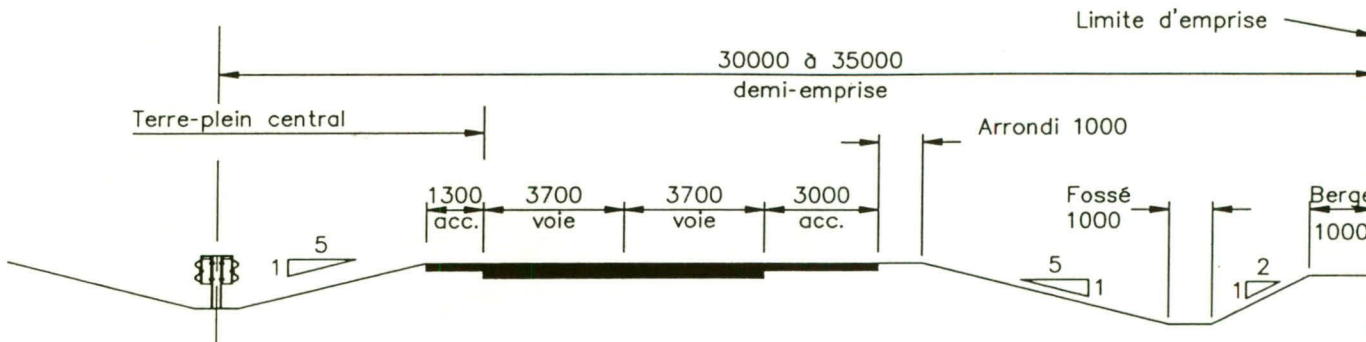 Limite d'emprise
30000 à 35000
demi-emprise
Terre-plein central
Arrondi 1000
1300
acc.
3700
voie
3700
voie
3000
acc.
Fossé
1000
Berge
1000
5
1
5
1
2
1